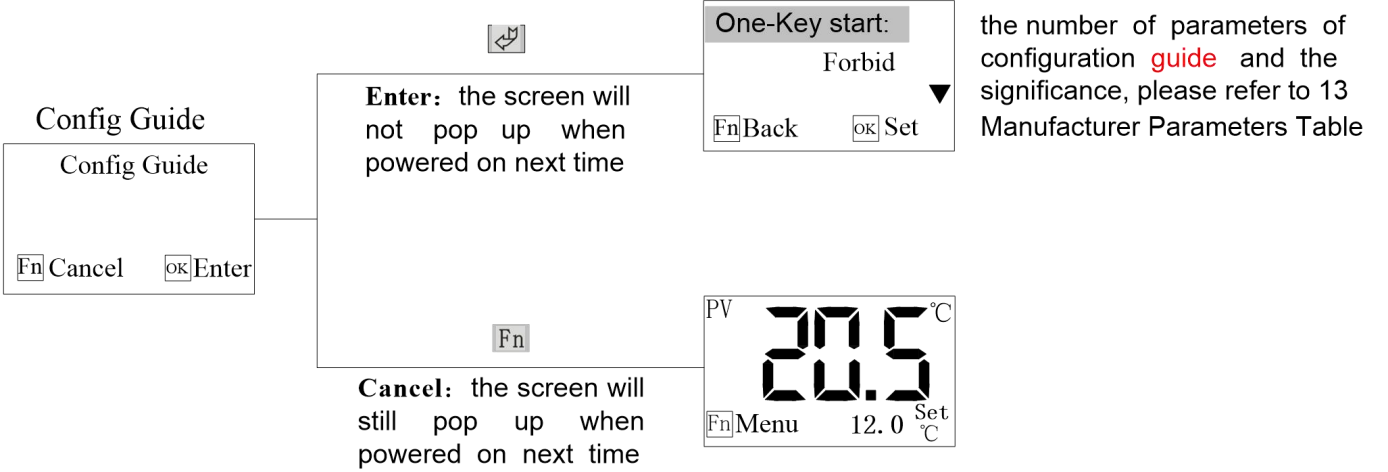 Config Guide
Config Guide
Fn Cancel OK Enter
Enter: the screen will
not pop up when
powered on next time
One-Key start:
Forbid
▼
Fn Back OK Set
the number of parameters of
configuration guide and the
significance, please refer to 13
Manufacturer Parameters Table
Fn
Cancel: the screen will
still pop up when
powered on next time
PV 20.5 ℃
Fn Menu 12.0 Set
℃